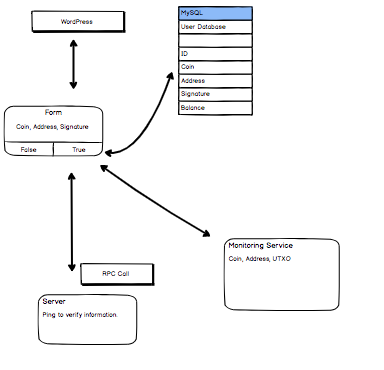 WordPress
MySQL
User Database
ID
Coin
Address
Signature
Balance
Form
Coin, Address, Signature
False
True
RPC Call
Server
Ping to verify information.
Monitoring Service
Coin, Address, UTXO